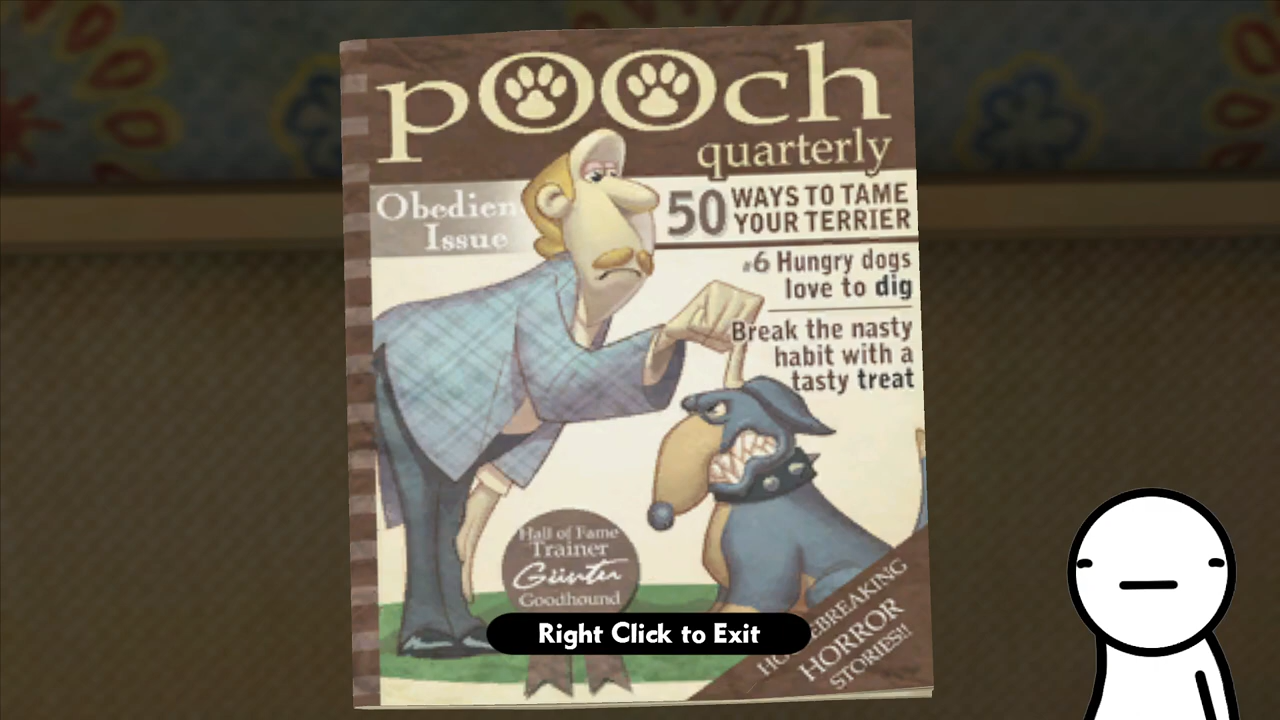 pooch
quarterly
Obedien
Issue
50 WAYS TO TAME
YOUR TERRIER
#6 Hungry dogs
love to dig
Break the nasty
habit with a
tasty treat
Hall of Fame
Trainer
Günter
Goodhound
Right Click to Exit
HORROR
STORIES!!